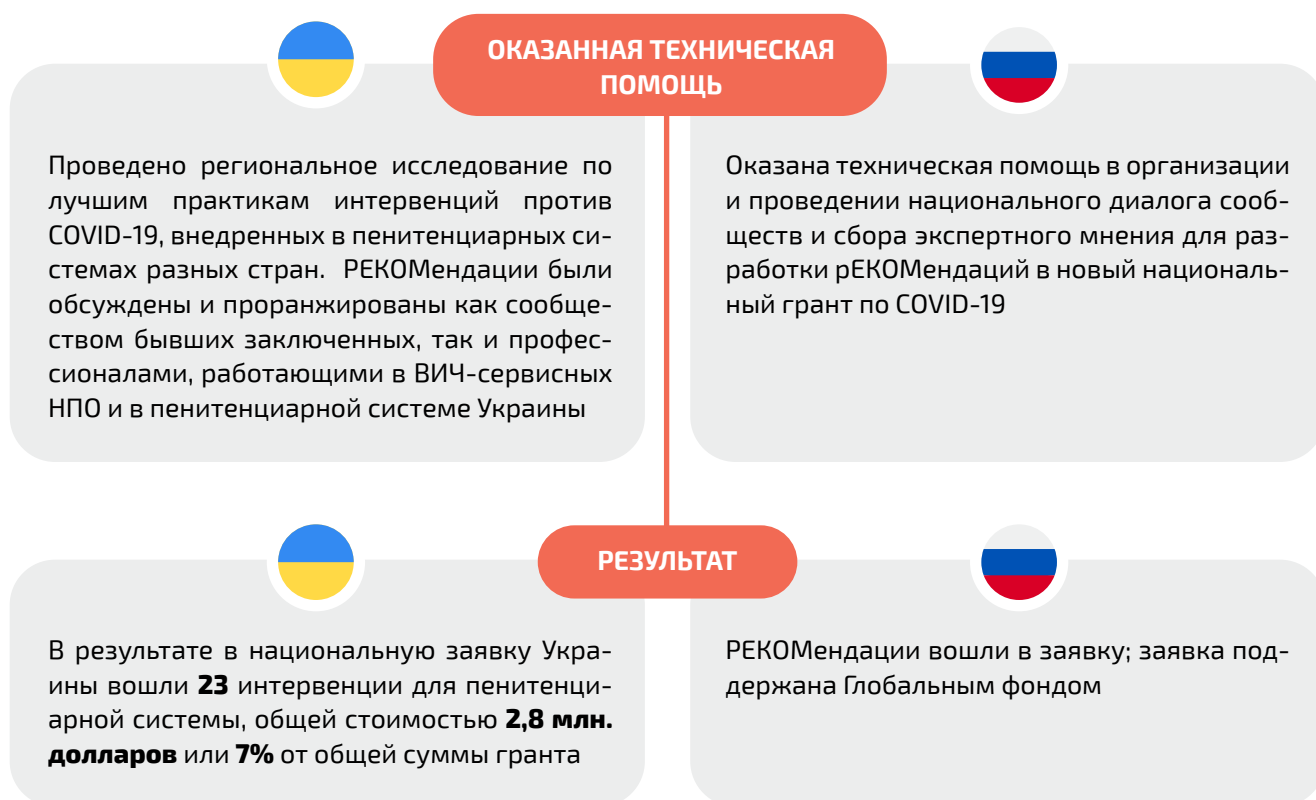 ОКАЗАННАЯ ТЕХНИЧЕСКАЯ
ПОМОЩЬ
Проведено региональное исследование по
лучшим практикам интервенций против
COVID-19, внедренных в пенитенциарных си-
стемах разных стран. РЕКОМендации были
обсуждены и проранжированы как сообще-
ством бывших заключенных, так и профес-
сионалами, работающими в ВИЧ-сервисных
НПО и в пенитенциарной системе Украины
Оказана техническая помощь в организации
и проведении национального диалога сооб-
ществ и сбора экспертного мнения для раз-
работки рЕКОМендаций в новый националь-
ный грант по COVID-19
РЕЗУЛЬТАТ
В результате в национальную заявку Укра-
ины вошли 23 интервенции для пенитенци-
арной системы, общей стоимостью 2,8 млн.
долларов или 7% от общей суммы гранта
РЕКОМендации вошли в заявку; заявка под-
держана Глобальным фондом